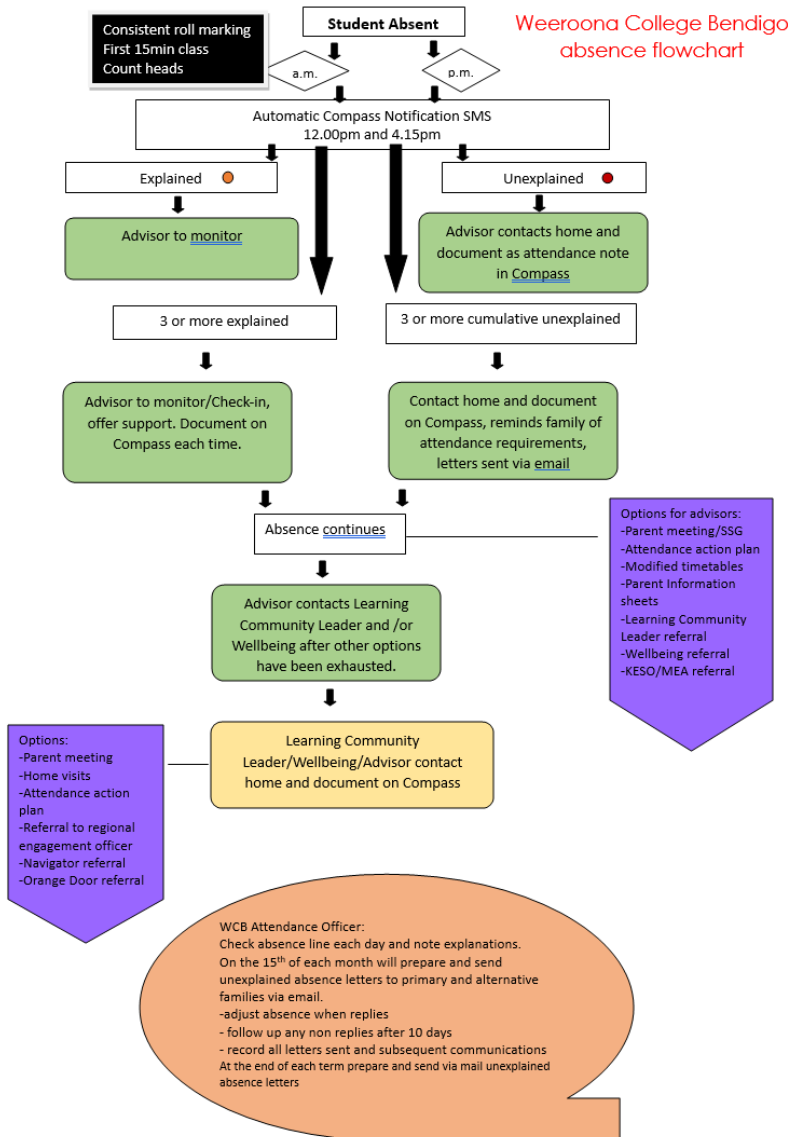 Weeroona College Bendigo
absence flowchart
Consistent roll marking
First 15min class
Count heads
Student Absent
a.m.
p.m.
Automatic Compass Notification SMS
12.00pm and 4.15pm
Explained
Unexplained
Advisor to monitor
Advisor contacts home and
document as attendance note
in Compass
3 or more explained
3 or more cumulative unexplained
Advisor to monitor/Check-in,
offer support. Document on
Compass each time.
Contact home and document
on Compass, reminds family of
attendance requirements,
letters sent via email
Absence continues
Options for advisors:
-Parent meeting/SSG
-Attendance action plan
-Modified timetables
-Parent Information
sheets
-Learning Community
Leader referral
-Wellbeing referral
-KESO/MEA referral
Advisor contacts Learning
Community Leader and /or
Wellbeing after other options
have been exhausted.
Learning Community
Leader/Wellbeing/Advisor contact
home and document on Compass
Options:
-Parent meeting
-Home visits
-Attendance action
plan
-Referral to regional
engagement officer
-Navigator referral
-Orange Door referral
WCB Attendance Officer:
Check absence line each day and note explanations.
On the 15th of each month will prepare and send
unexplained absence letters to primary and alternative
families via email.
-adjust absence when replies
- follow up any non replies after 10 days
- record all letters sent and subsequent communications
At the end of each term prepare and send via mail unexplained
absence letters